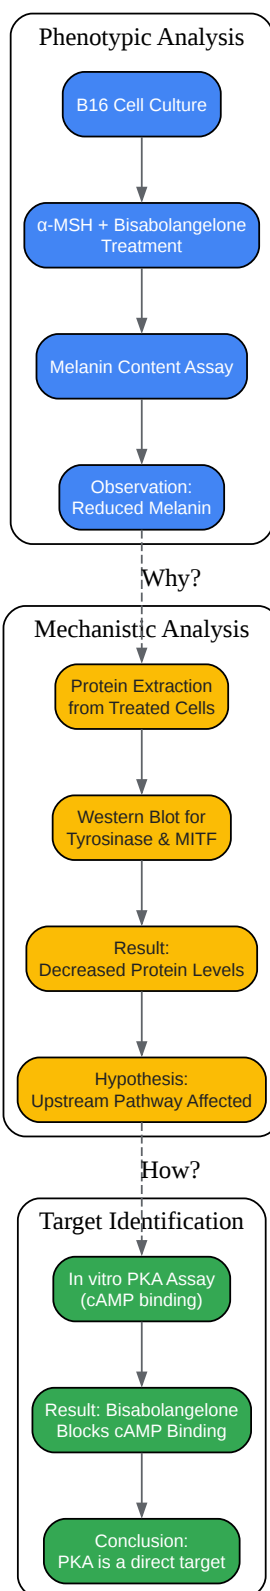 Phenotypic Analysis
B16 Cell Culture
α-MSH + Bisabolangelone
Treatment
Melanin Content Assay
Observation:
Reduced Melanin
Why?
Mechanistic Analysis
Protein Extraction
from Treated Cells
Western Blot for
Tyrosinase & MITF
Result:
Decreased Protein Levels
Hypothesis:
Upstream Pathway Affected
How?
Target Identification
In vitro PKA Assay
(cAMP binding)
Result: Bisabolangelone
Blocks cAMP Binding
Conclusion:
PKA is a direct target